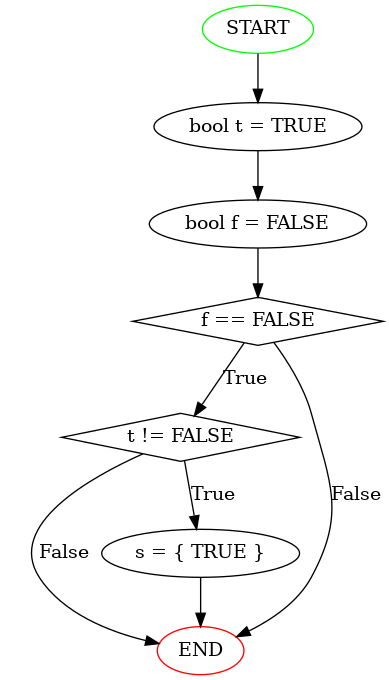 START
bool t = TRUE
bool f = FALSE
f == FALSE
True
t != FALSE
True
False
False
s = { TRUE }
END